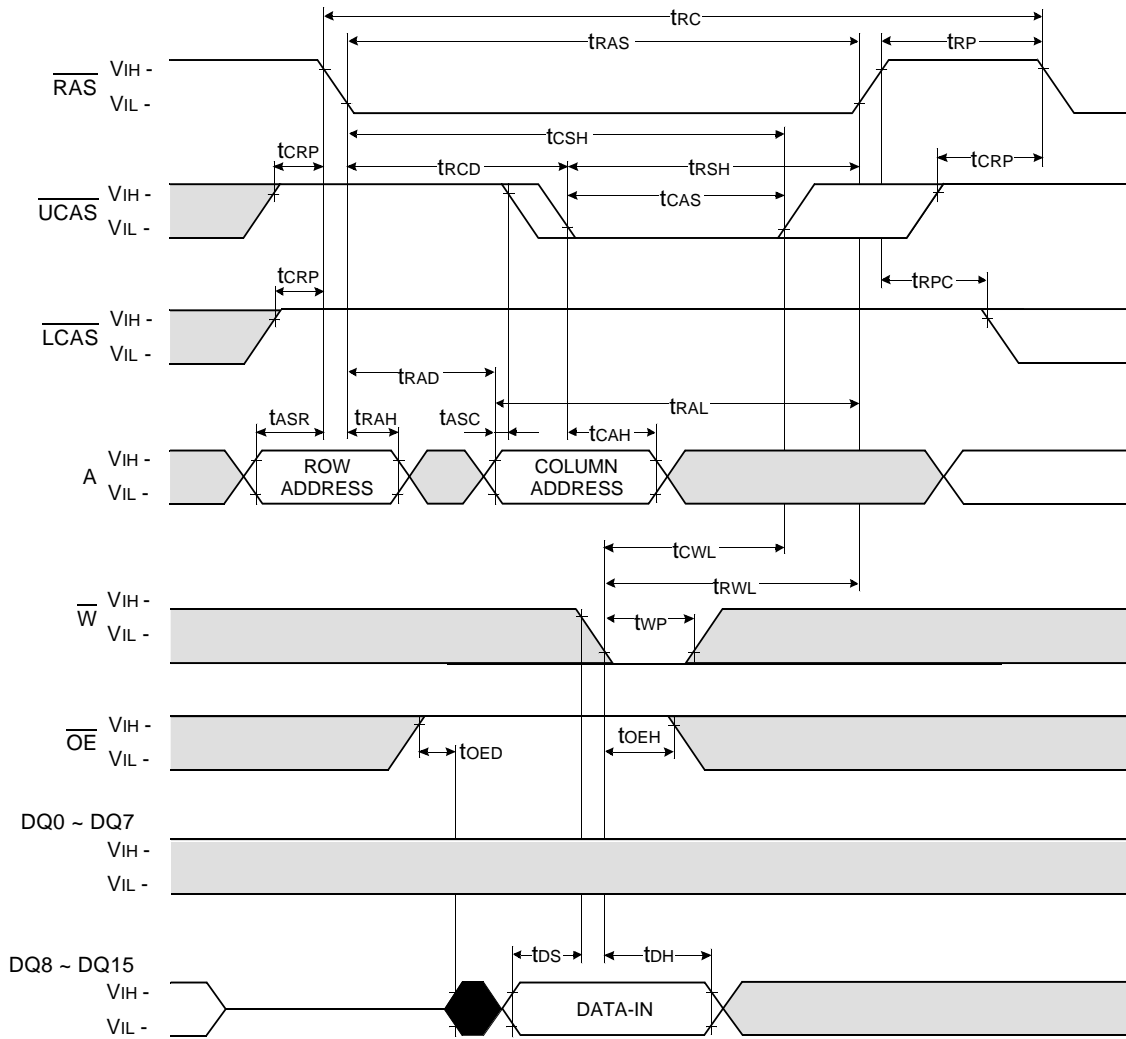 tRC
tRAS
tRP
RAS
VIH -
VIL -
tCSH
tCRP
tRCD
tRSH
tCRP
UCAS
VIH -
VIL -
tCAS
tCRP
tRPC
LCAS
VIH -
VIL -
tRAD
tRAL
tASR
tRAH
tASC
tCAH
A
VIH -
VIL -
ROW
ADDRESS
COLUMN
ADDRESS
tCWL
tRWL
W
VIH -
VIL -
tWP
OE
VIH -
VIL -
tOED
tOEH
DQ0 ~ DQ7
VIH -
VIL -
tDS
tDH
DQ8 ~ DQ15
VIH -
VIL -
DATA-IN